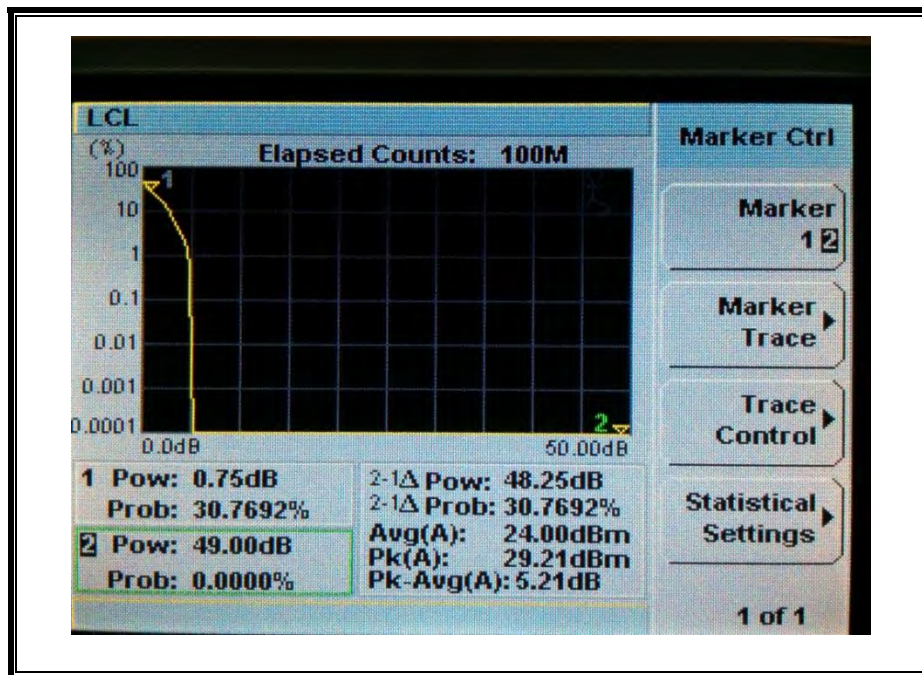 LCL
(%)
Elapsed Counts: 100M
100
10
1
0.1
0.01
0.001
0.0001
1
2
0.0dB
50.00dB
1 Pow: 0.75dB
Prob: 30.7692%
2 Pow: 49.00dB
Prob: 0.0000%
2-1Δ Pow: 48.25dB
2-1Δ Prob: 30.7692%
Avg(A): 24.00dBm
Pk(A): 29.21dBm
Pk-Avg(A): 5.21dB
Marker Ctrl
Marker
1 2
Marker
Trace
Trace
Control
Statistical
Settings
1 of 1